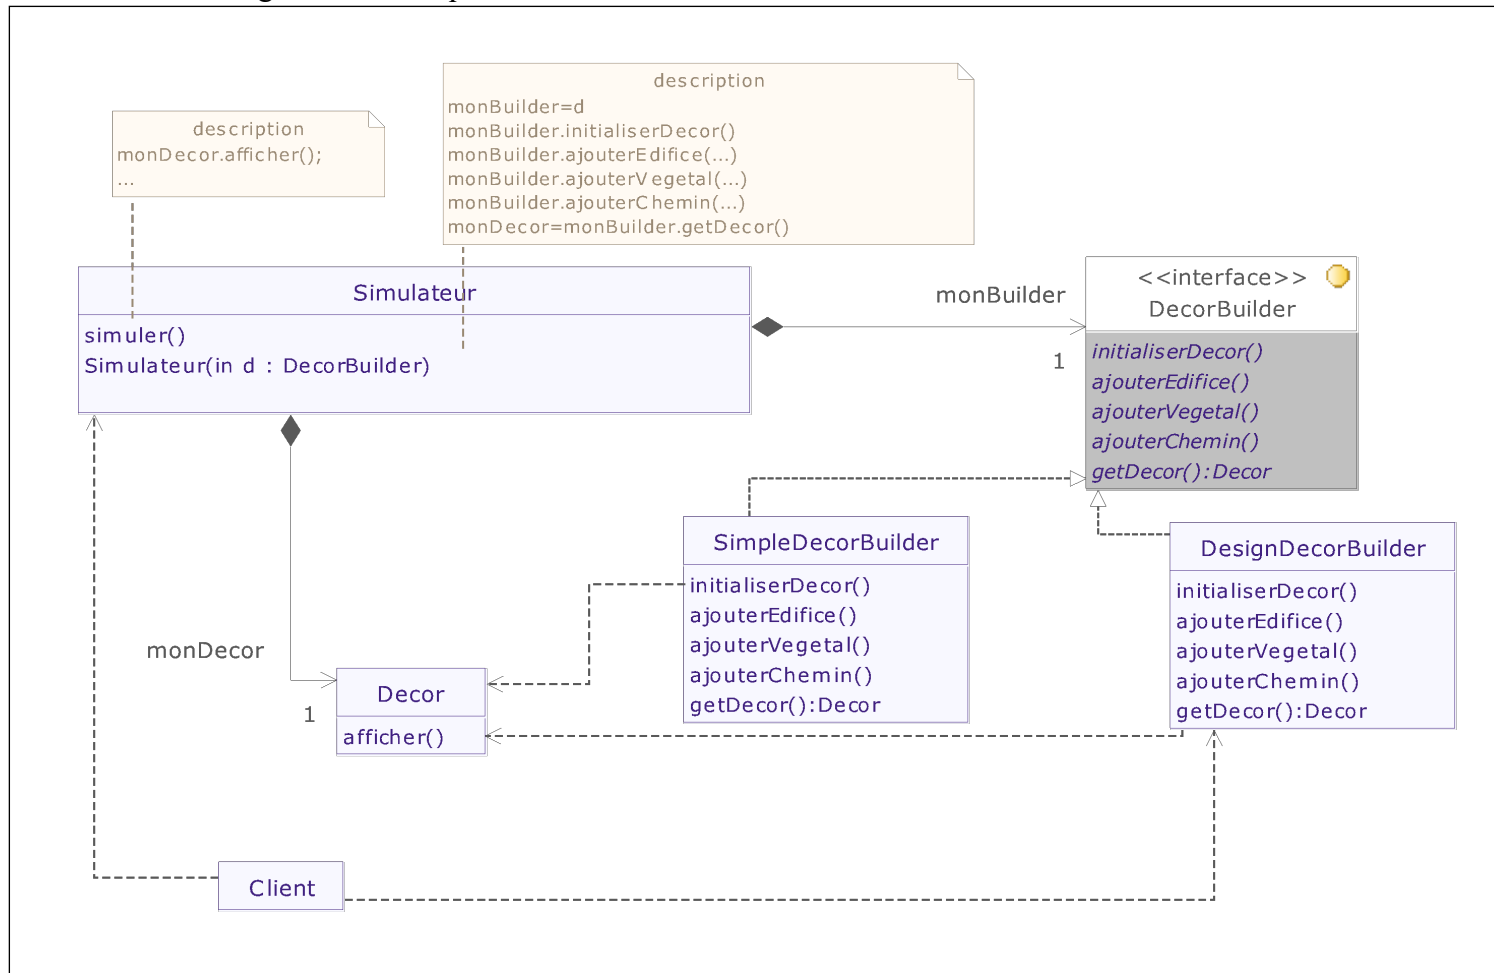 description
monBuilder=d
monBuilder.initialiserDecor()
monBuilder.ajouterEdifice(...)
monBuilder.ajouterVegetal(...)
monBuilder.ajouterChemin(...)
monDecor=monBuilder.getDecor()
description
monDecor.afficher();
...
Simulateur
simuler()
Simulateur(in d : DecorBuilder)
monBuilder
1
<<interface>>
DecorBuilder
initialiserDecor()
ajouterEdifice()
ajouterVegetal()
ajouterChemin()
getDecor():Decor
SimpleDecorBuilder
initialiserDecor()
ajouterEdifice()
ajouterVegetal()
ajouterChemin()
getDecor():Decor
DesignDecorBuilder
initialiserDecor()
ajouterEdifice()
ajouterVegetal()
ajouterChemin()
getDecor():Decor
monDecor
1
Decor
afficher()
Client